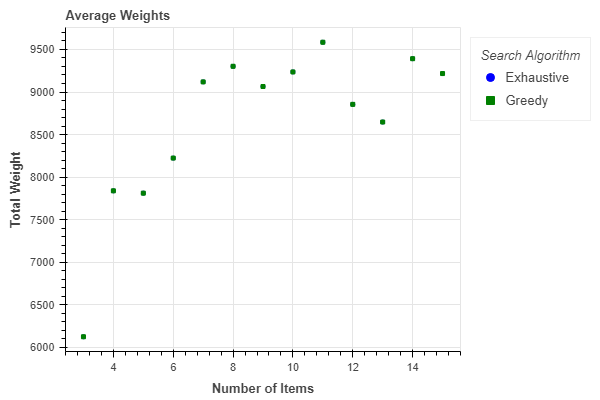 Average Weights
9500
9000
8500
8000
7500
7000
6500
6000
Total Weight
4 6 8 10 12 14
Number of Items
Search Algorithm
Exhaustive
Greedy